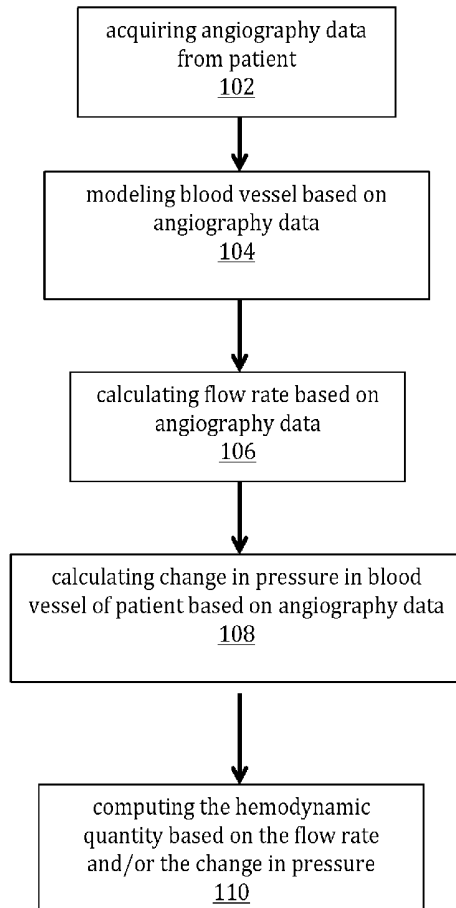 acquiring angiography data
from patient
102
modeling blood vessel based on
angiography data
104
calculating flow rate based on
angiography data
106
calculating change in pressure in blood
vessel of patient based on angiography data
108
computing the hemodynamic
quantity based on the flow rate
and/or the change in pressure
110